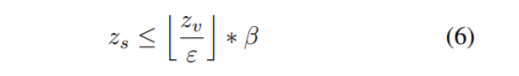 z_s ≤ ⌊z_v / ε⌋ * β (6)